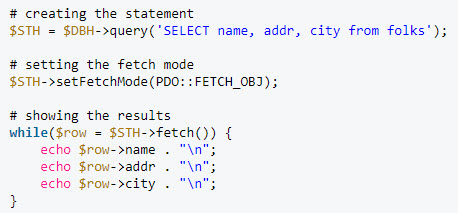 # creating the statement
$STH = $DBH->query('SELECT name, addr, city from folks');
# setting the fetch mode
$STH->setFetchMode(PDO::FETCH_OBJ);
# showing the results
while($row = $STH->fetch()) {
    echo $row->name . "\n";
    echo $row->addr . "\n";
    echo $row->city . "\n";
}